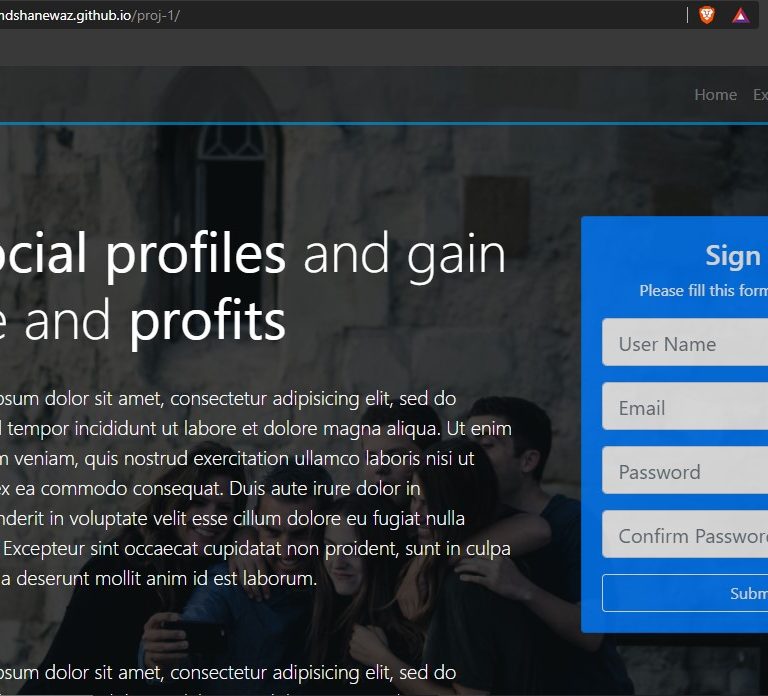 ndshanewaz.github.io/proj-1/
Home Ex
ocial profiles and gain
e and profits
psum dolor sit amet, consectetur adipisicing elit, sed do
l tempor incididunt ut labore et dolore magna aliqua. Ut enim
m veniam, quis nostrud exercitation ullamco laboris nisi ut
ex ea commodo consequat. Duis aute irure dolor in
nderit in voluptate velit esse cillum dolore eu fugiat nulla
Excepteur sint occaecat cupidatat non proident, sunt in culpa
a deserunt mollit anim id est laborum.
psum dolor sit amet, consectetur adipisicing elit, sed do
Sign
Please fill this form
User Name
Email
Password
Confirm Password
Subm